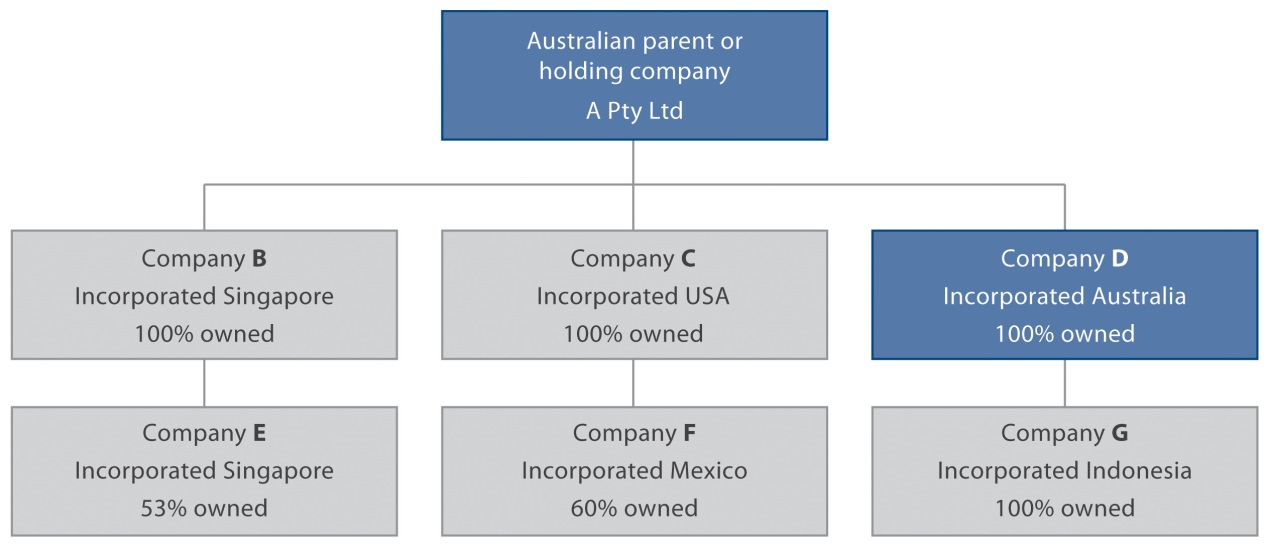 Australian parent or
holding company
A Pty Ltd
Company B
Incorporated Singapore
100% owned
Company C
Incorporated USA
100% owned
Company D
Incorporated Australia
100% owned
Company E
Incorporated Singapore
53% owned
Company F
Incorporated Mexico
60% owned
Company G
Incorporated Indonesia
100% owned